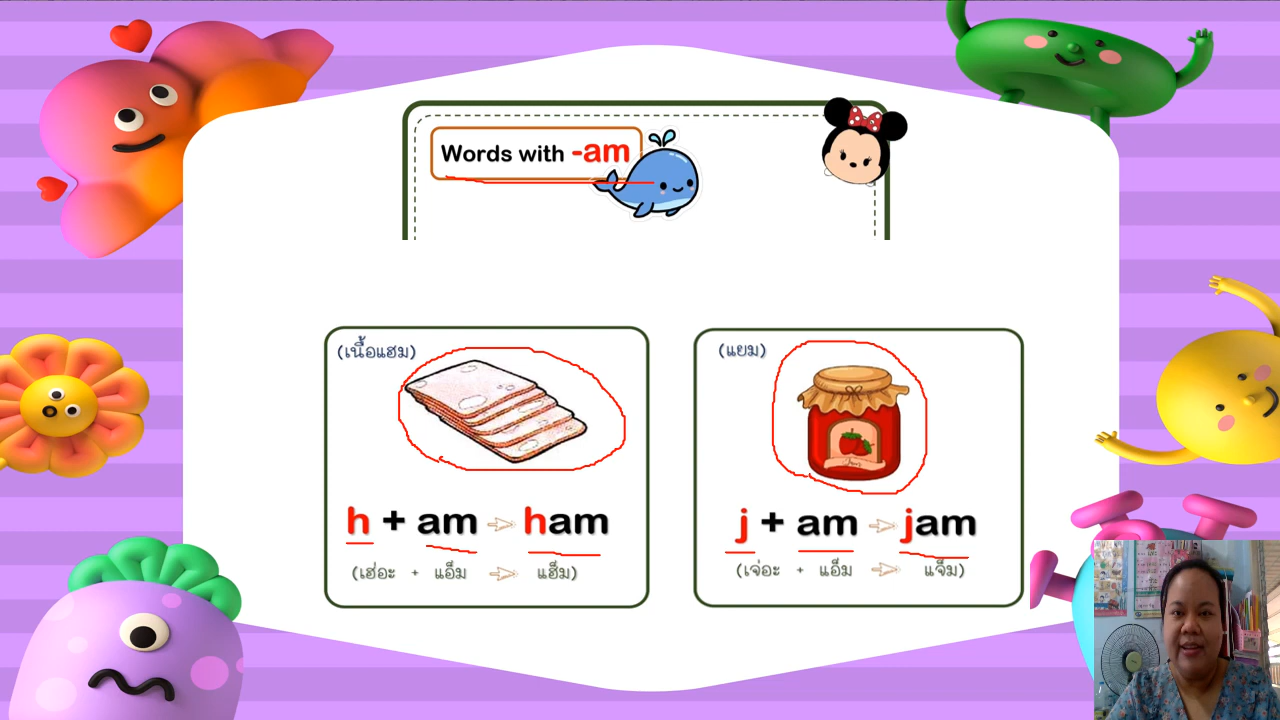 Words with -am
(เนื้อแฮม)
h + am ⇨ ham
(เฮ่อะ + แอ็ม ⇨ แฮ็ม)
(แยม)
j + am ⇨ jam
(เจ่อะ + แอ็ม ⇨ แจ็ม)